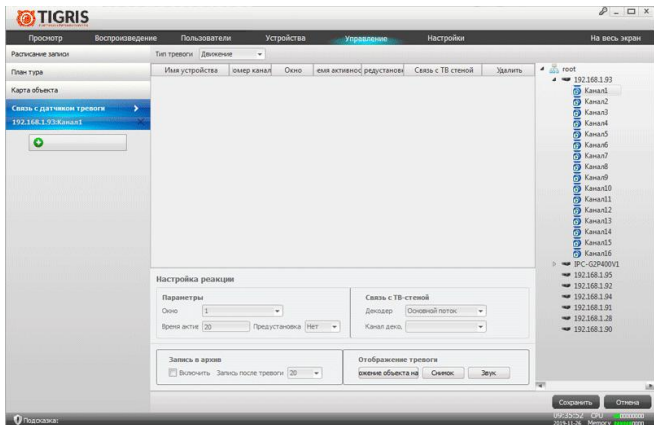 TIGRIS
Просмотр Воспроизведение Пользователи Устройства Управление Настройки На весь экран
Расписание записи
План тура
Карта объекта
Связь с датчиком тревоги
192.168.1.93:Канал1
Тип тревоги Движение
Имя устройства омер канал Окно емя активнос редустанові Связь с ТВ стеной Удалить
root
192.168.1.93
Канал1
Канал2
Канал3
Канал4
Канал5
Канал6
Канал7
Канал8
Канал9
Канал10
Канал11
Канал12
Канал13
Канал14
Канал15
Канал16
IPC-G2P400V1
192.168.1.95
192.168.1.92
192.168.1.94
192.168.1.91
192.168.1.28
192.168.1.90
Настройка реакции
Параметры
Окно 1
Время актив 20 Предустановка Нет
Связь с ТВ-стеной
Декодер Основной поток
Канал деко,
Запись в архив
Включить Запись после тревоги 20
Отображение тревоги
ожение объекта на Снимок Звук
Сохранить Отмена
Подсказка:
09:35:52 CPU
2019-11-26 Memory